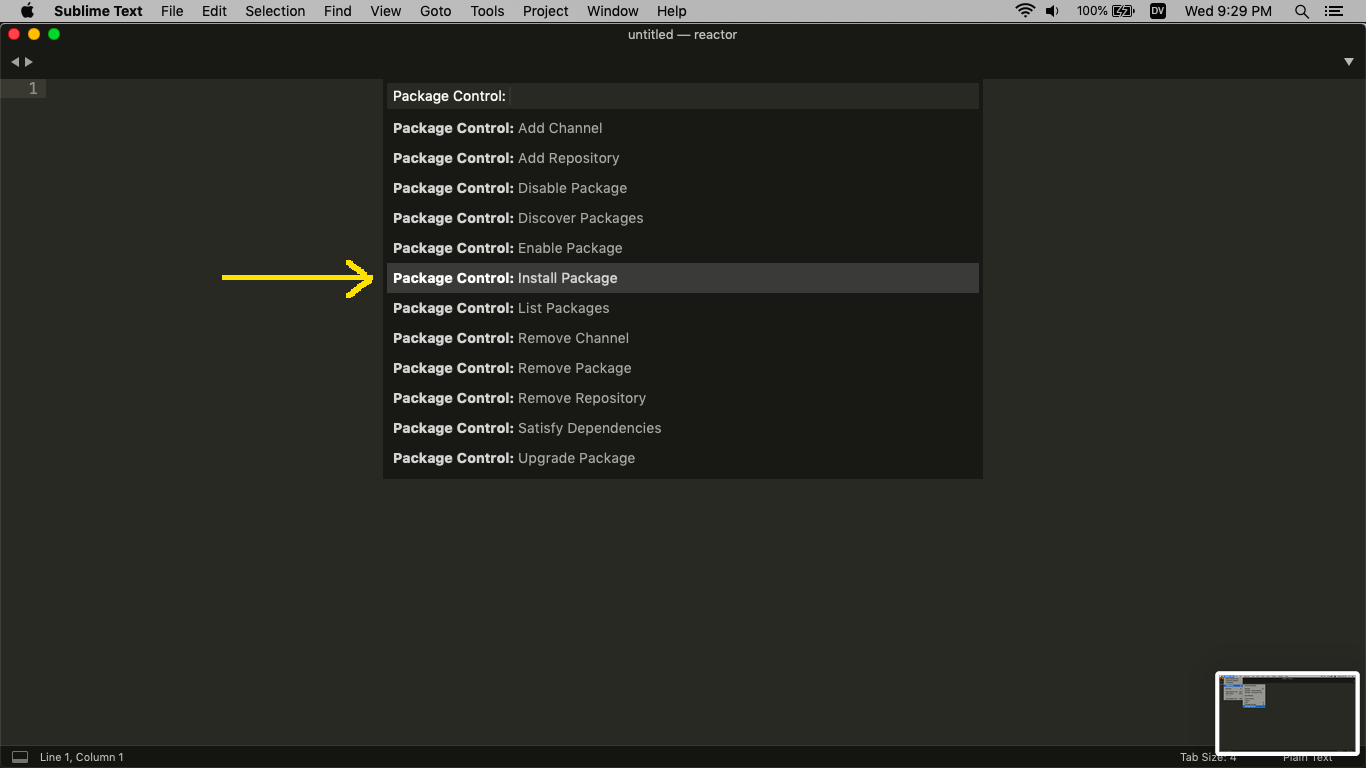 Sublime Text File Edit Selection Find View Goto Tools Project Window Help 100% DV Wed 9:29 PM
untitled — reactor
1
Package Control:
Package Control: Add Channel
Package Control: Add Repository
Package Control: Disable Package
Package Control: Discover Packages
Package Control: Enable Package
Package Control: Install Package
Package Control: List Packages
Package Control: Remove Channel
Package Control: Remove Package
Package Control: Remove Repository
Package Control: Satisfy Dependencies
Package Control: Upgrade Package
Line 1, Column 1 Tab Size: 4 Plain Text